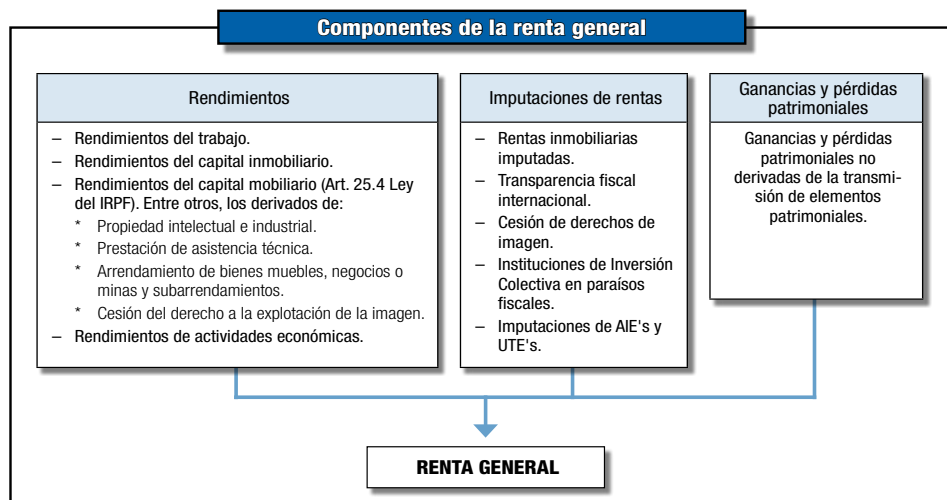 Componentes de la renta general
Rendimientos
– Rendimientos del trabajo.
– Rendimientos del capital inmobiliario.
– Rendimientos del capital mobiliario (Art. 25.4 Ley
del IRPF). Entre otros, los derivados de:
* Propiedad intelectual e industrial.
* Prestación de asistencia técnica.
* Arrendamiento de bienes muebles, negocios o
minas y subarrendamientos.
* Cesión del derecho a la explotación de la imagen.
– Rendimientos de actividades económicas.
Imputaciones de rentas
– Rentas inmobiliarias
imputadas.
– Transparencia fiscal
internacional.
– Cesión de derechos de
imagen.
– Instituciones de Inversión
Colectiva en paraísos
fiscales.
– Imputaciones de AIE's y
UTE's.
Ganancias y pérdidas
patrimoniales
Ganancias y pérdidas
patrimoniales no
derivadas de la transmi-
sión de elementos
patrimoniales.
RENTA GENERAL